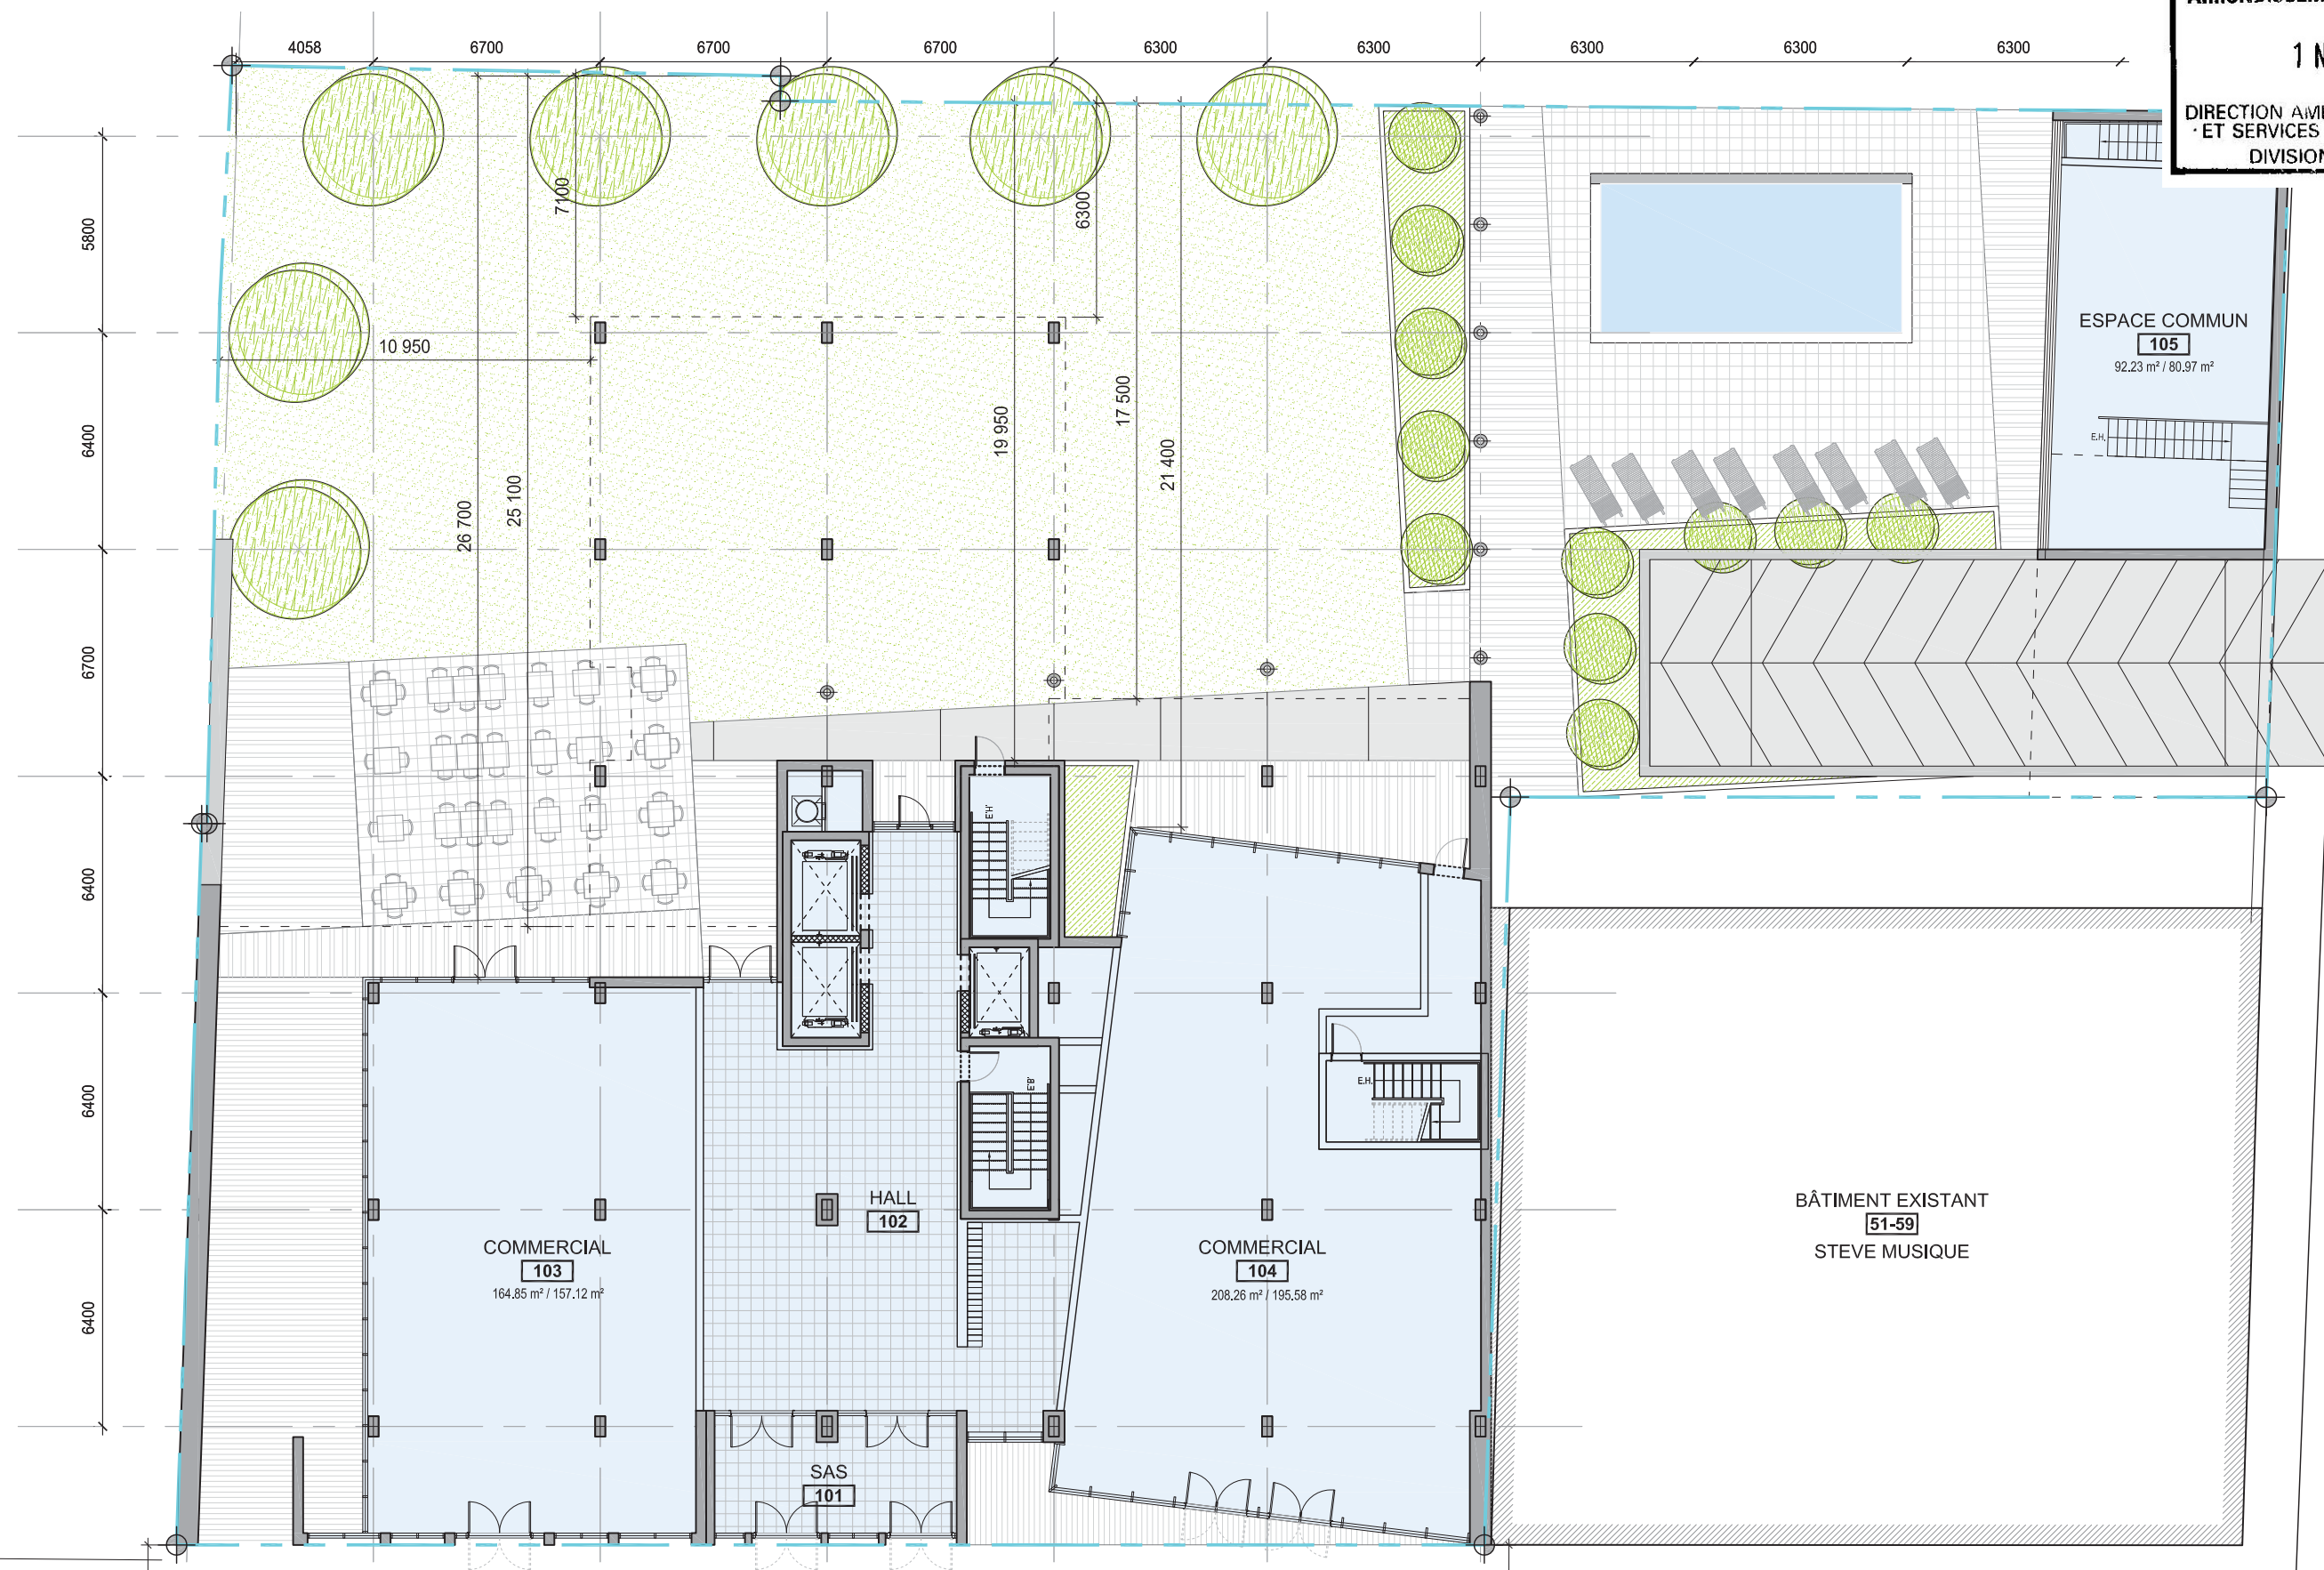 4058
6700
6700
6700
6300
6300
6300
6300
6300
1 M
DIRECTION AM
ET SERVICES
DIVISION
5800
6400
6700
6400
6400
6400
7100
6300
10 950
26 700
25 100
19 950
17 500
21 400
ESPACE COMMUN
105
92.23 m² / 80.97 m²
E.H.
E'H'
E'B'
E.H.
HALL
102
COMMERCIAL
103
164.85 m² / 157.12 m²
COMMERCIAL
104
208.26 m² / 195.58 m²
BÂTIMENT EXISTANT
51-59
STEVE MUSIQUE
SAS
101